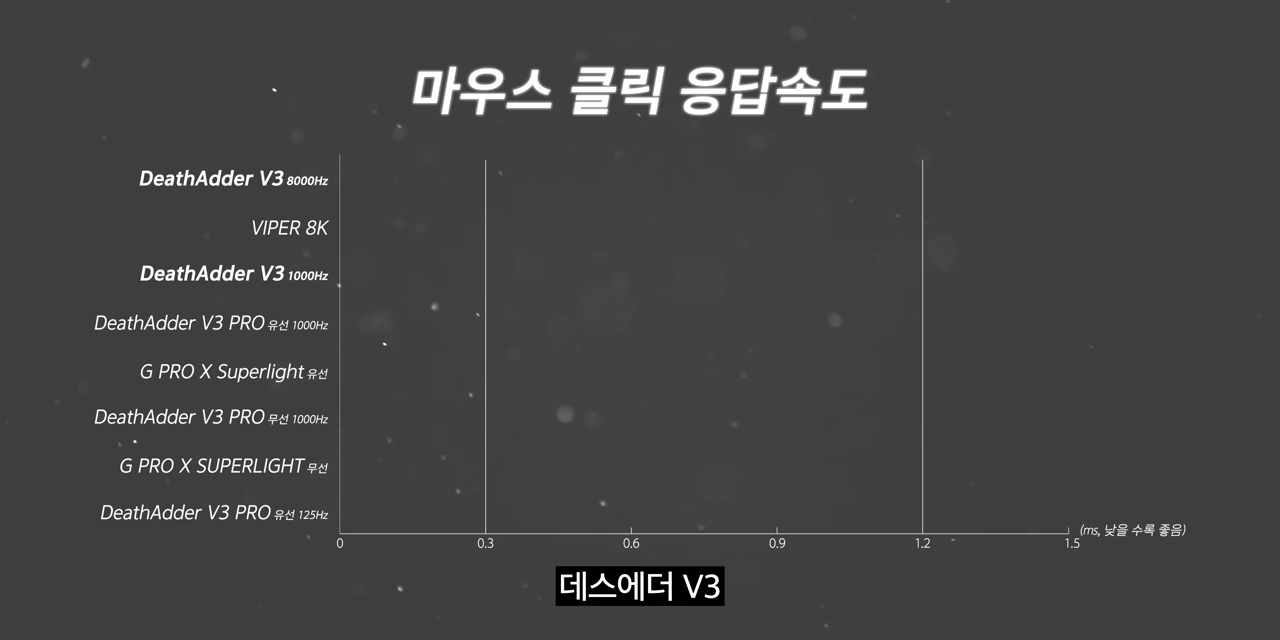 마우스 클릭 응답속도
DeathAdder V3 8000Hz
VIPER 8K
DeathAdder V3 1000Hz
DeathAdder V3 PRO 유선 1000Hz
G PRO X Superlight 유선
DeathAdder V3 PRO 무선 1000Hz
G PRO X SUPERLIGHT 무선
DeathAdder V3 PRO 유선 125Hz
0 0.3 0.6 0.9 1.2 1.5 (ms, 낮을 수록 좋음)
데스에더 V3